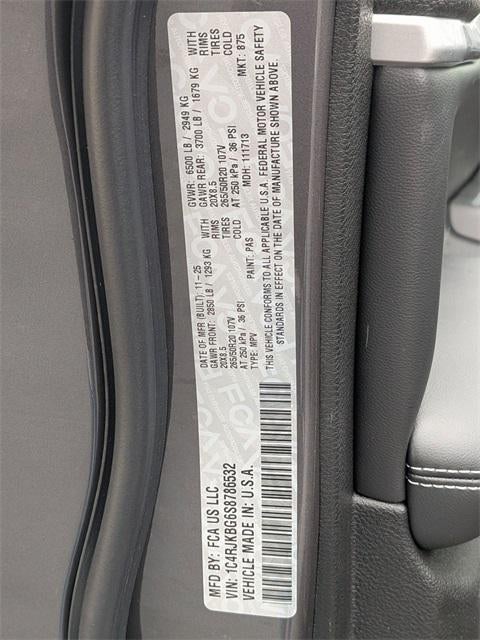 MFD BY: FCA US LLC
DATE OF MFR (BUILT): 11-25
GVWR: 6500 LB / 2949 KG
GAWR FRONT: 2850 LB / 1293 KG WITH
20X8.5 RIMS
265/50R20 107V TIRES
AT 250 kPa / 36 PSI COLD
GAWR REAR: 3700 LB / 1679 KG WITH
20X8.5 RIMS
265/50R20 107V TIRES
AT 250 kPa / 36 PSI COLD
VIN: 1C4RJKBG6S8786532
TYPE: MPV
PAINT: PAS
MDH: 111713
MKT: 875
VEHICLE MADE IN: U.S.A.
THIS VEHICLE CONFORMS TO ALL APPLICABLE U.S.A. FEDERAL MOTOR VEHICLE SAFETY
STANDARDS IN EFFECT ON THE DATE OF MANUFACTURE SHOWN ABOVE.
FCA
FCA